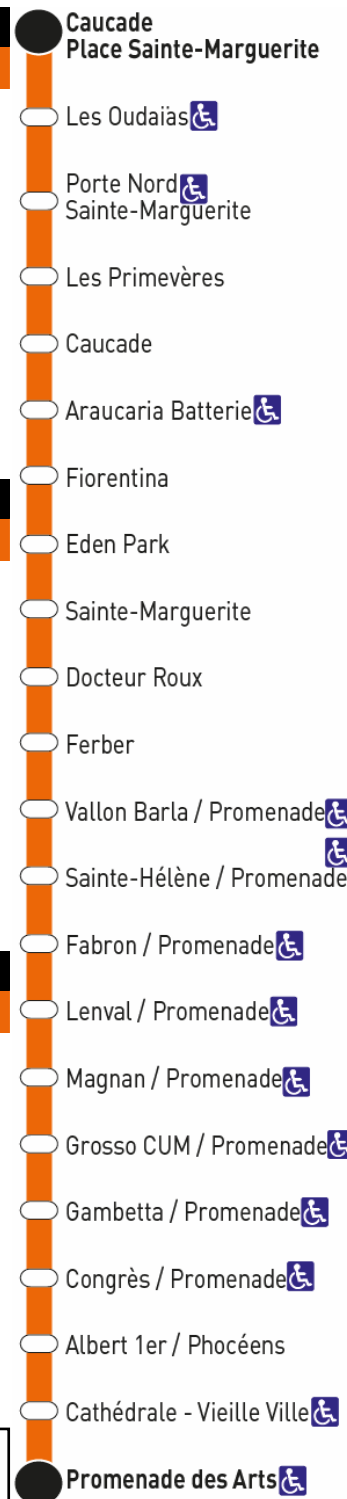 Caucade
Place Sainte-Marguerite
Les Oudaïas
Porte Nord
Sainte-Marguerite
Les Primevères
Caucade
Araucaria Batterie
Fiorentina
Eden Park
Sainte-Marguerite
Docteur Roux
Ferber
Vallon Barla / Promenade
Sainte-Hélène / Promenade
Fabron / Promenade
Lenval / Promenade
Magnan / Promenade
Grosso CUM / Promenade
Gambetta / Promenade
Congrès / Promenade
Albert 1er / Phocéens
Cathédrale - Vieille Ville
Promenade des Arts